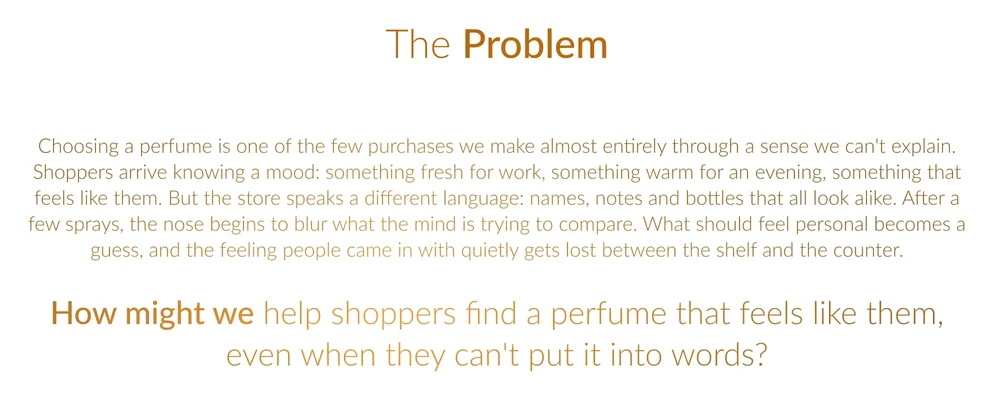 The Problem
Choosing a perfume is one of the few purchases we make almost entirely through a sense we can't explain.
Shoppers arrive knowing a mood: something fresh for work, something warm for an evening, something that
feels like them. But the store speaks a different language: names, notes and bottles that all look alike. After a
few sprays, the nose begins to blur what the mind is trying to compare. What should feel personal becomes a
guess, and the feeling people came in with quietly gets lost between the shelf and the counter.
How might we help shoppers find a perfume that feels like them,
even when they can't put it into words?